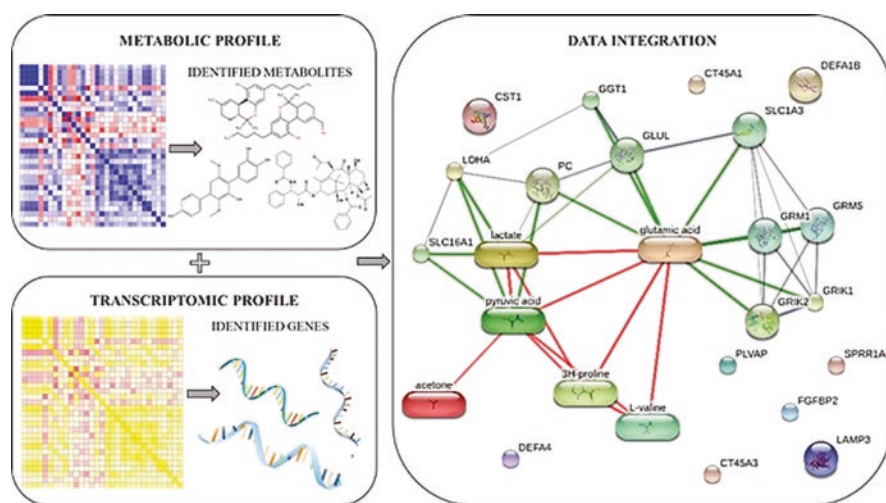 METABOLIC PROFILE
IDENTIFIED METABOLITES
+
TRANSCRIPTOMIC PROFILE
IDENTIFIED GENES
DATA INTEGRATION
CT45A1
DEFA1B
GGT1
CST1
SLC1A3
GLUL
LDHA
PC
GRM1
GRM5
lactate
glutamic acid
SLC16A1
GRIK1
pyruvic acid
GRIK2
PLVAP
SPRR1A
acetone
3H-proline
L-valine
FGFBP2
DEFA4
CT45A3
LAMP3